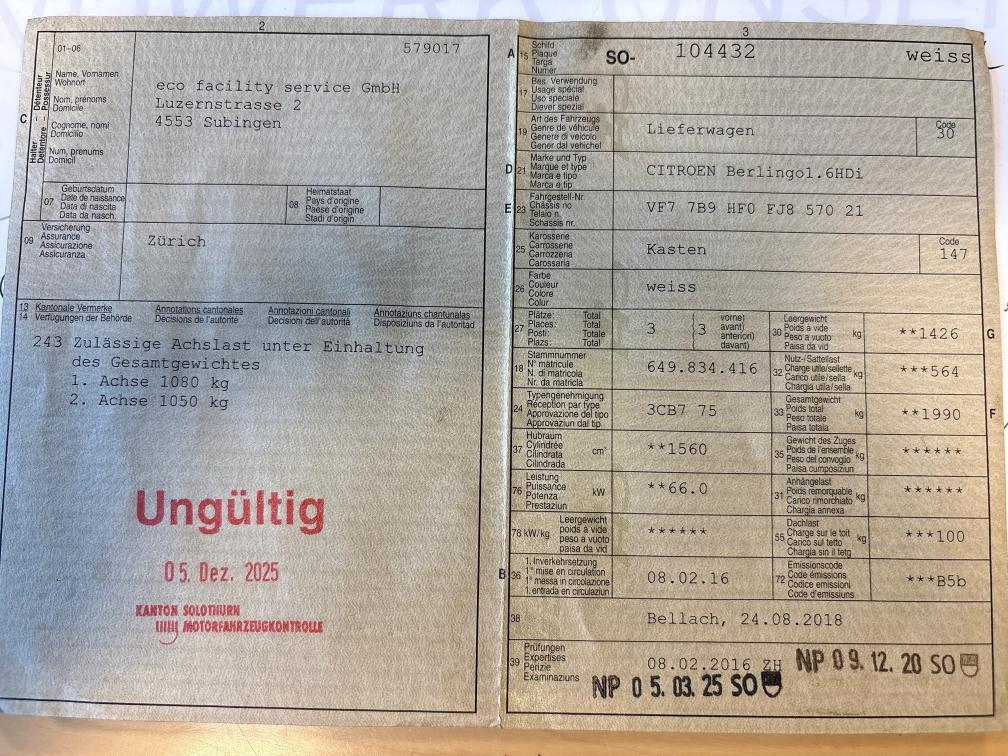 2
01-06
579017
Name, Vornamen
Wohnort
Nom, prénoms
Domicile
Cognome, nomi
Domicilio
Num, prenums
Domicil
C
Halter Détenteur
Detentore Possessur
eco facility service GmbH
Luzernstrasse 2
4553 Subingen
07
Geburtsdatum
Date de naissance
Data di nascita
Data da nasch.
08
Heimatstaat
Pays d'origine
Paese d'origine
Stadi d'origin
09
Versicherung
Assurance
Assicurazione
Assicuranza
Zürich
13 Kantonale Vermerke Annotations cantonales Annotazioni cantonali Annotaziuns chantunalas
14 Verfügungen der Behörde Décisions de l'autorité Decisioni dell'autorità Disposiziuns da l'autoritad
243 Zulässige Achslast unter Einhaltung
des Gesamtgewichtes
1. Achse 1080 kg
2. Achse 1050 kg
Ungültig
05. Dez. 2025
KANTON SOLOTHURN
MOTORFAHRZEUGKONTROLLE
3
A 15
Schild
Plaque
Targa
Numer
SO- 104432 weiss
17
Bes. Verwendung
Usage spécial
Uso speciale
Diever spezial
19
Art des Fahrzeugs
Genre de véhicule
Genere di veicolo
Gener dal vehichel
Lieferwagen
Code
30
D 21
Marke und Typ
Marque et type
Marca e tipo
Marca e tip
CITROEN Berlingo1.6HDi
E 23
Fahrgestell-Nr.
Châssis no
Telaio n.
Schassis nr.
VF7 7B9 HF0 FJ8 570 21
25
Karosserie
Carrosserie
Carrozzeria
Carossaria
Kasten
Code
147
26
Farbe
Couleur
Colore
Colur
weiss
27
Plätze: Total
Places: Total
Posti: Totale
Plazs: Total
3
3
vorne)
avant)
anteriori)
davant)
30
Leergewicht
Poids à vide
Peso a vuoto
Paisa da vid
kg
**1426
G
18
Stammnummer
N° matricule
N. di matricola
Nr. da matricla
649.834.416
32
Nutz-/Sattellast
Charge utile/sellette
Carico utile/sella
Chargia utila/sella
kg
***564
24
Typengenehmigung
Réception par type
Approvazione del tipo
Approvaziun dal tip
3CB7 75
33
Gesamtgewicht
Poids total
Peso totale
Paisa totala
kg
**1990
F
37
Hubraum
Cylindrée
Cilindrata
Cilindrada
cm³
**1560
35
Gewicht des Zuges
Poids de l'ensemble
Peso del convoglio
Paisa cumposiziun
kg
******
76
Leistung
Puissance
Potenza
Prestaziun
kW
**66.0
31
Anhängelast
Poids remorquable
Carico rimorchiato
Chargia annexa
kg
******
78 kW/kg
Leergewicht
poids à vide
peso a vuoto
paisa da vid
******
55
Dachlast
Charge sur le toit
Carico sul tetto
Chargia sin il tetg
kg
***100
B 36
1. Inverkehrsetzung
1re mise en circulation
1a messa in circolazione
1. entrada en circulaziun
08.02.16
72
Emissionscode
Code émissions
Codice emissioni
Code d'emissiuns
***B5b
38
Bellach, 24.08.2018
39
Prüfungen
Expertises
Perizie
Examinaziuns
08.02.2016 ZH
NP 09.12.20 SO
NP 05.03.25 SO